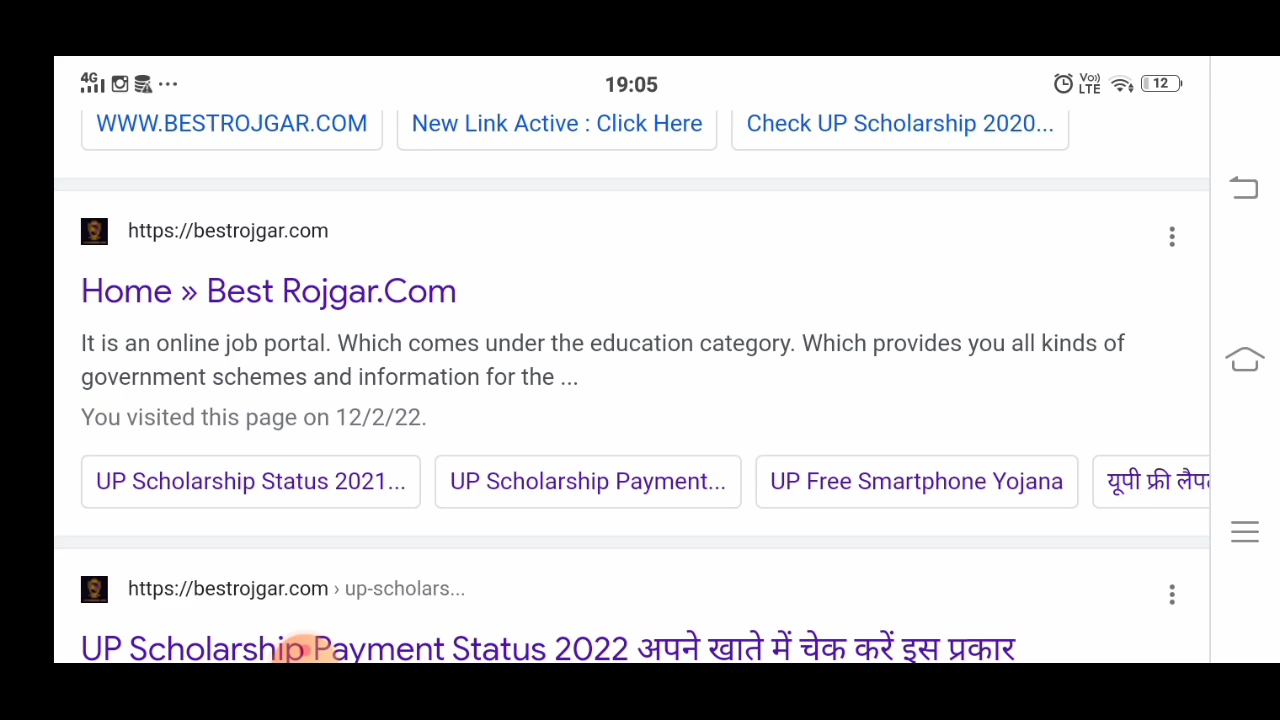 4G 19:05 Vo) LTE 12
WWW.BESTROJGAR.COM New Link Active : Click Here Check UP Scholarship 2020...
https://bestrojgar.com
Home » Best Rojgar.Com
It is an online job portal. Which comes under the education category. Which provides you all kinds of
government schemes and information for the ...
You visited this page on 12/2/22.
UP Scholarship Status 2021... UP Scholarship Payment... UP Free Smartphone Yojana यूपी फ्री
https://bestrojgar.com › up-scholars...
UP Scholarship Payment Status 2022 अपने खाते में चेक करें इस प्रकार